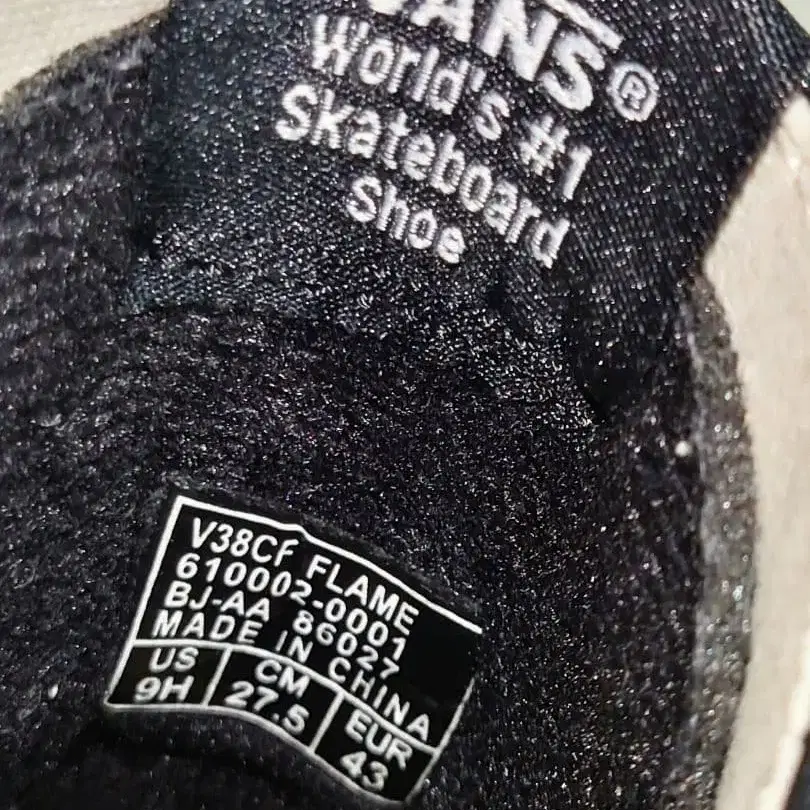 VANS®
World's #1
Skateboard
Shoe
V38CF FLAME
610002-0001
BJ-AA 86027
MADE IN CHINA
US CM EUR
9H 27.5 43